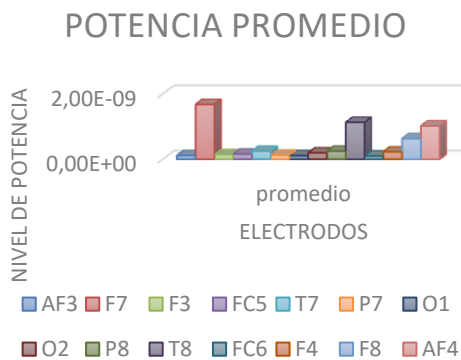 POTENCIA PROMEDIO
NIVEL DE POTENCIA
2,00E-09
0,00E+00
promedio
ELECTRODOS
AF3 F7 F3 FC5 T7 P7 O1
O2 P8 T8 FC6 F4 F8 AF4